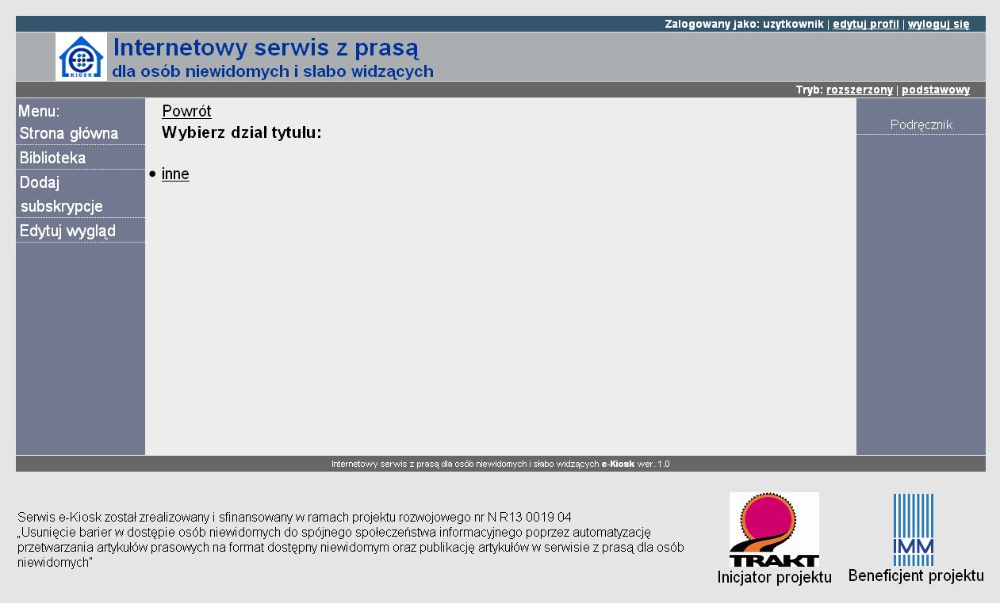 Zalogowany jako: uzytkownik | edytuj profil | wyloguj się
KIOSK
Internetowy serwis z prasą
dla osób niewidomych i slabo widzących
Tryb: rozszerzony | podstawowy
Menu:
Strona główna
Biblioteka
Dodaj
subskrypcje
Edytuj wygląd
Powrót
Wybierz dział tytulu:
• inne
Podręcznik
Internetowy serwis z prasą dla osób niewidomych i słabo widzących e-Kiosk wer. 1.0
Serwis e-Kiosk został zrealizowany i sfinansowany w ramach projektu rozwojowego nr N R13 0019 04
„Usunięcie barier w dostępie osób niewidomych do spójnego społeczeństwa informacyjnego poprzez automatyzację
przetwarzania artykułów prasowych na format dostępny niewidomym oraz publikację artykułów w serwisie z prasą dla osób
niewidomych”
TRAKT
Inicjator projektu
IMM
Beneficjent projektu